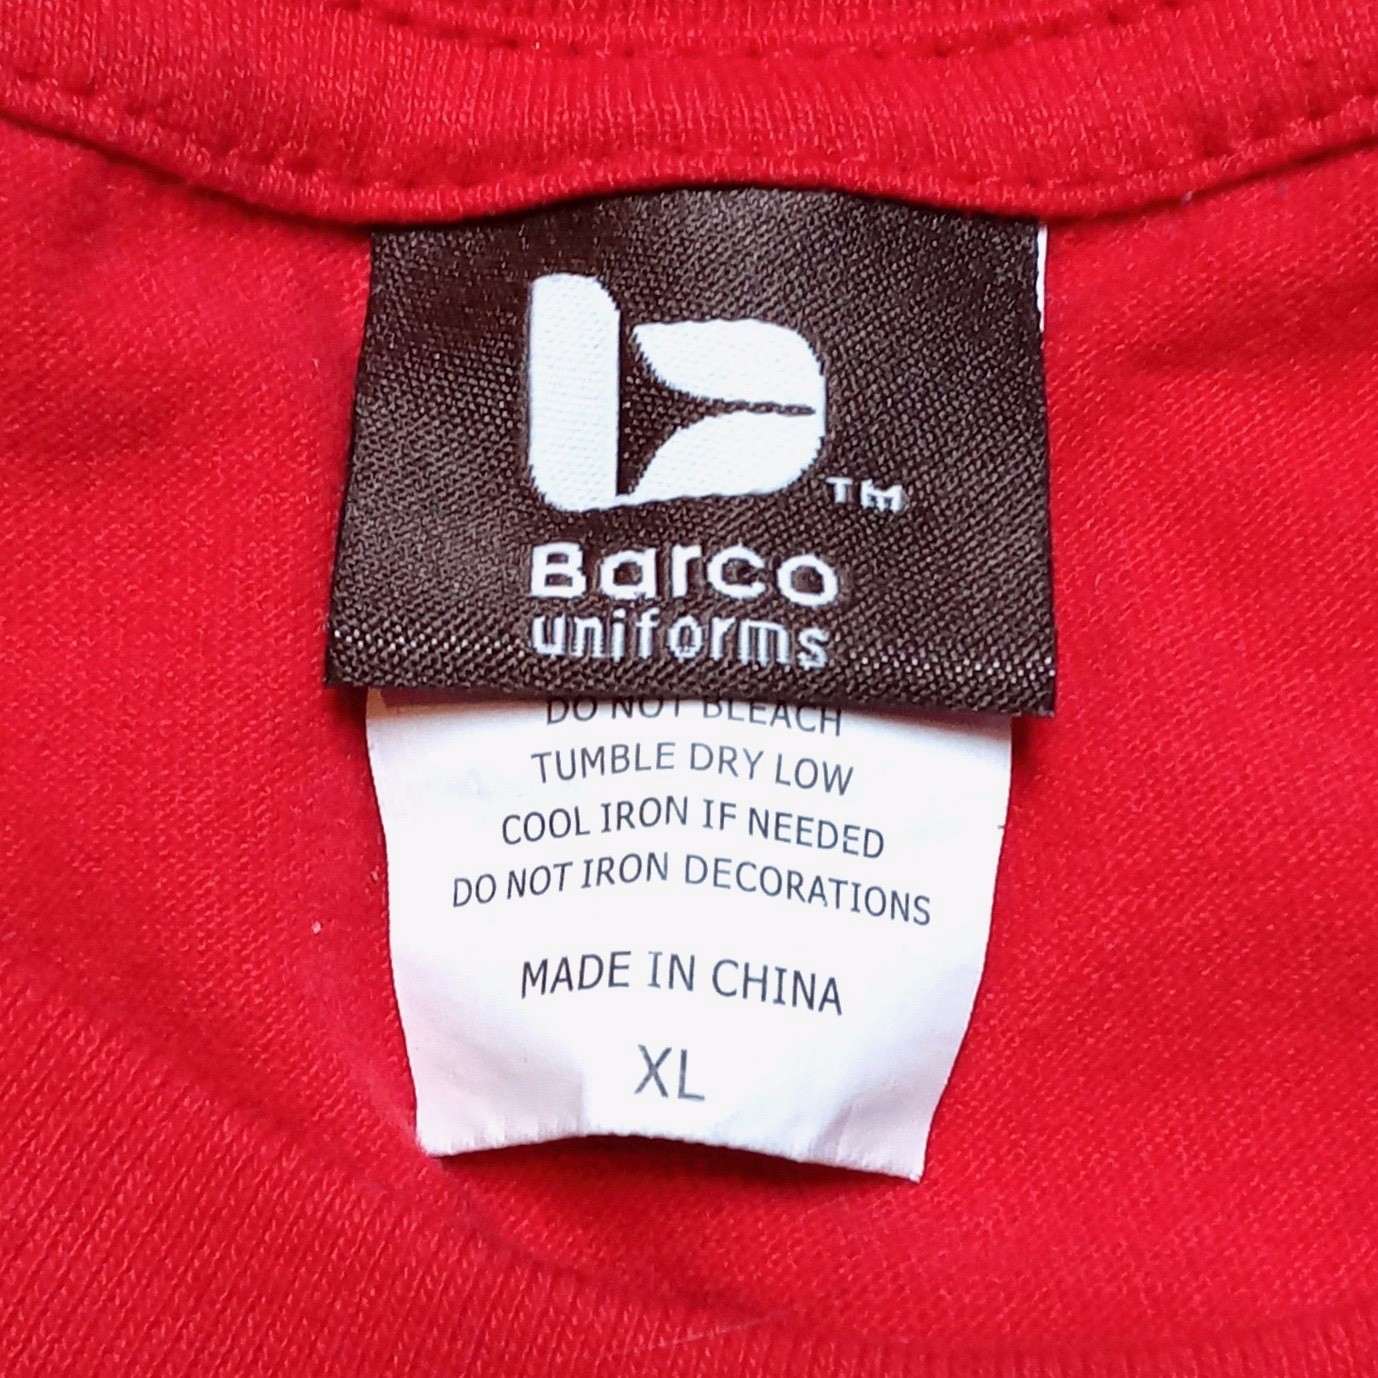 TM
Barco
uniforms
DO NOT BLEACH
TUMBLE DRY LOW
COOL IRON IF NEEDED
DO NOT IRON DECORATIONS
MADE IN CHINA
XL